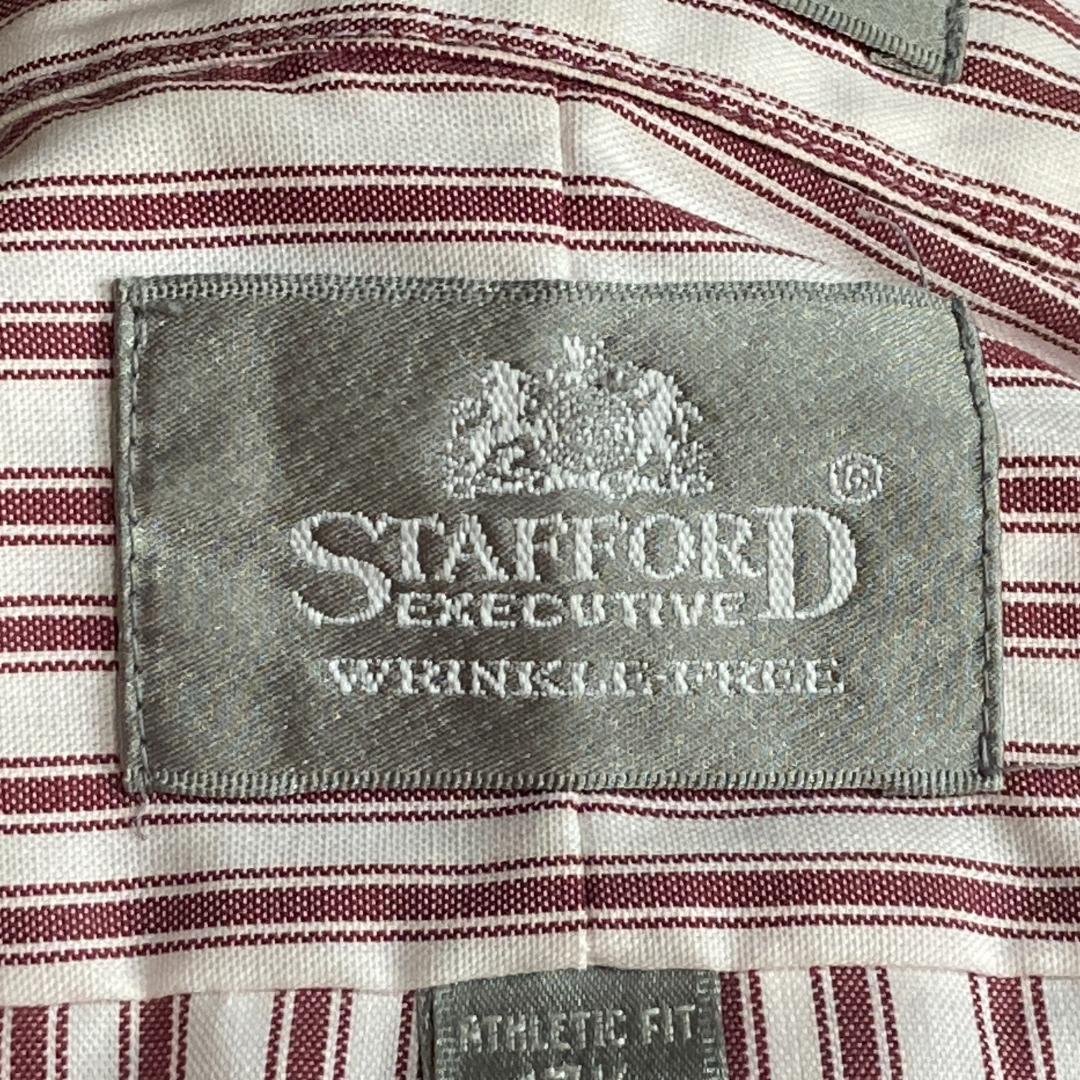 ®
STAFFORD
EXECUTIVE
WRINKLE-FREE
ATHLETIC FIT